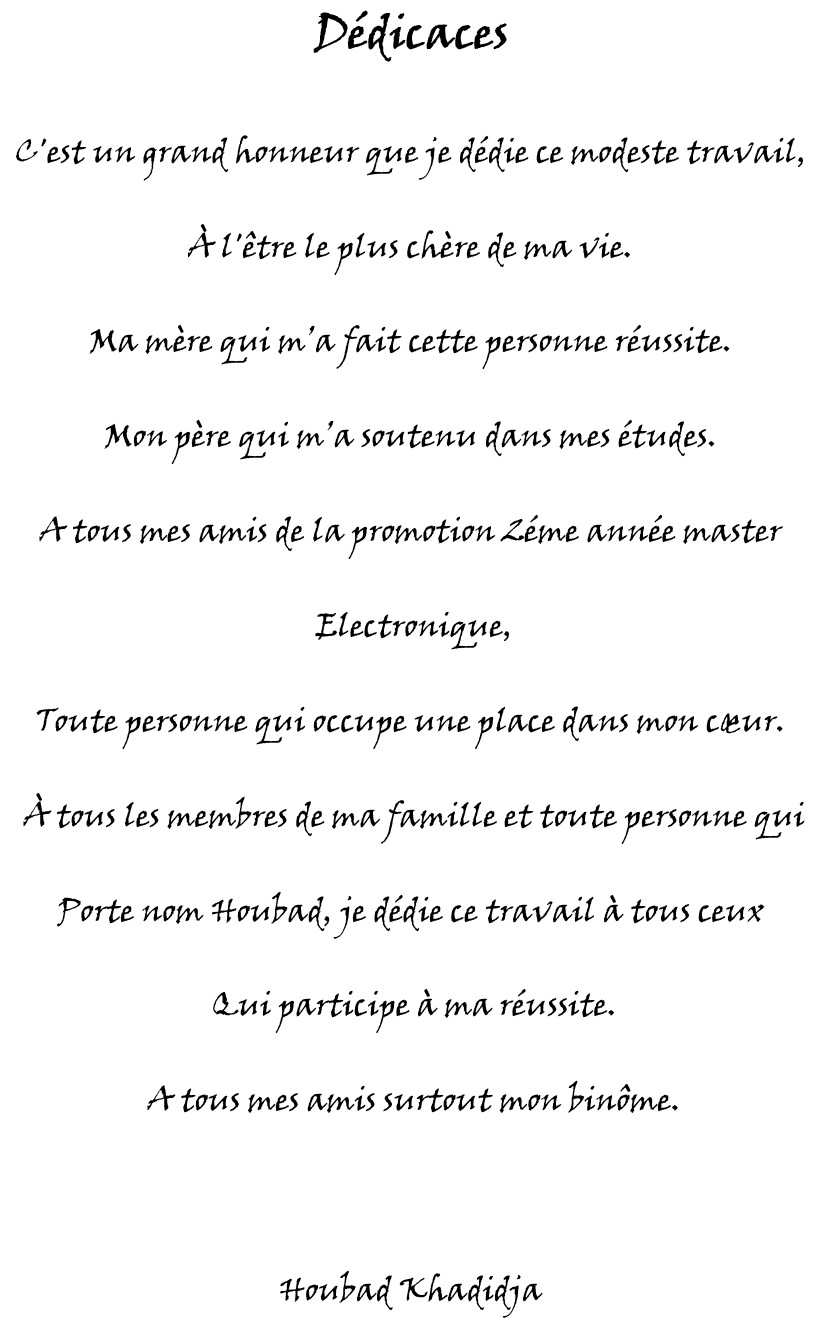 Dédicaces
C'est un grand honneur que je dédie ce modeste travail,
À l'être le plus chère de ma vie.
Ma mère qui m'a fait cette personne réussite.
Mon père qui m'a soutenu dans mes études.
A tous mes amis de la promotion 2éme année master
Electronique,
Toute personne qui occupe une place dans mon cœur.
À tous les membres de ma famille et toute personne qui
Porte nom Houbad, je dédie ce travail à tous ceux
Qui participe à ma réussite.
A tous mes amis surtout mon binôme.
Houbad Khadidja